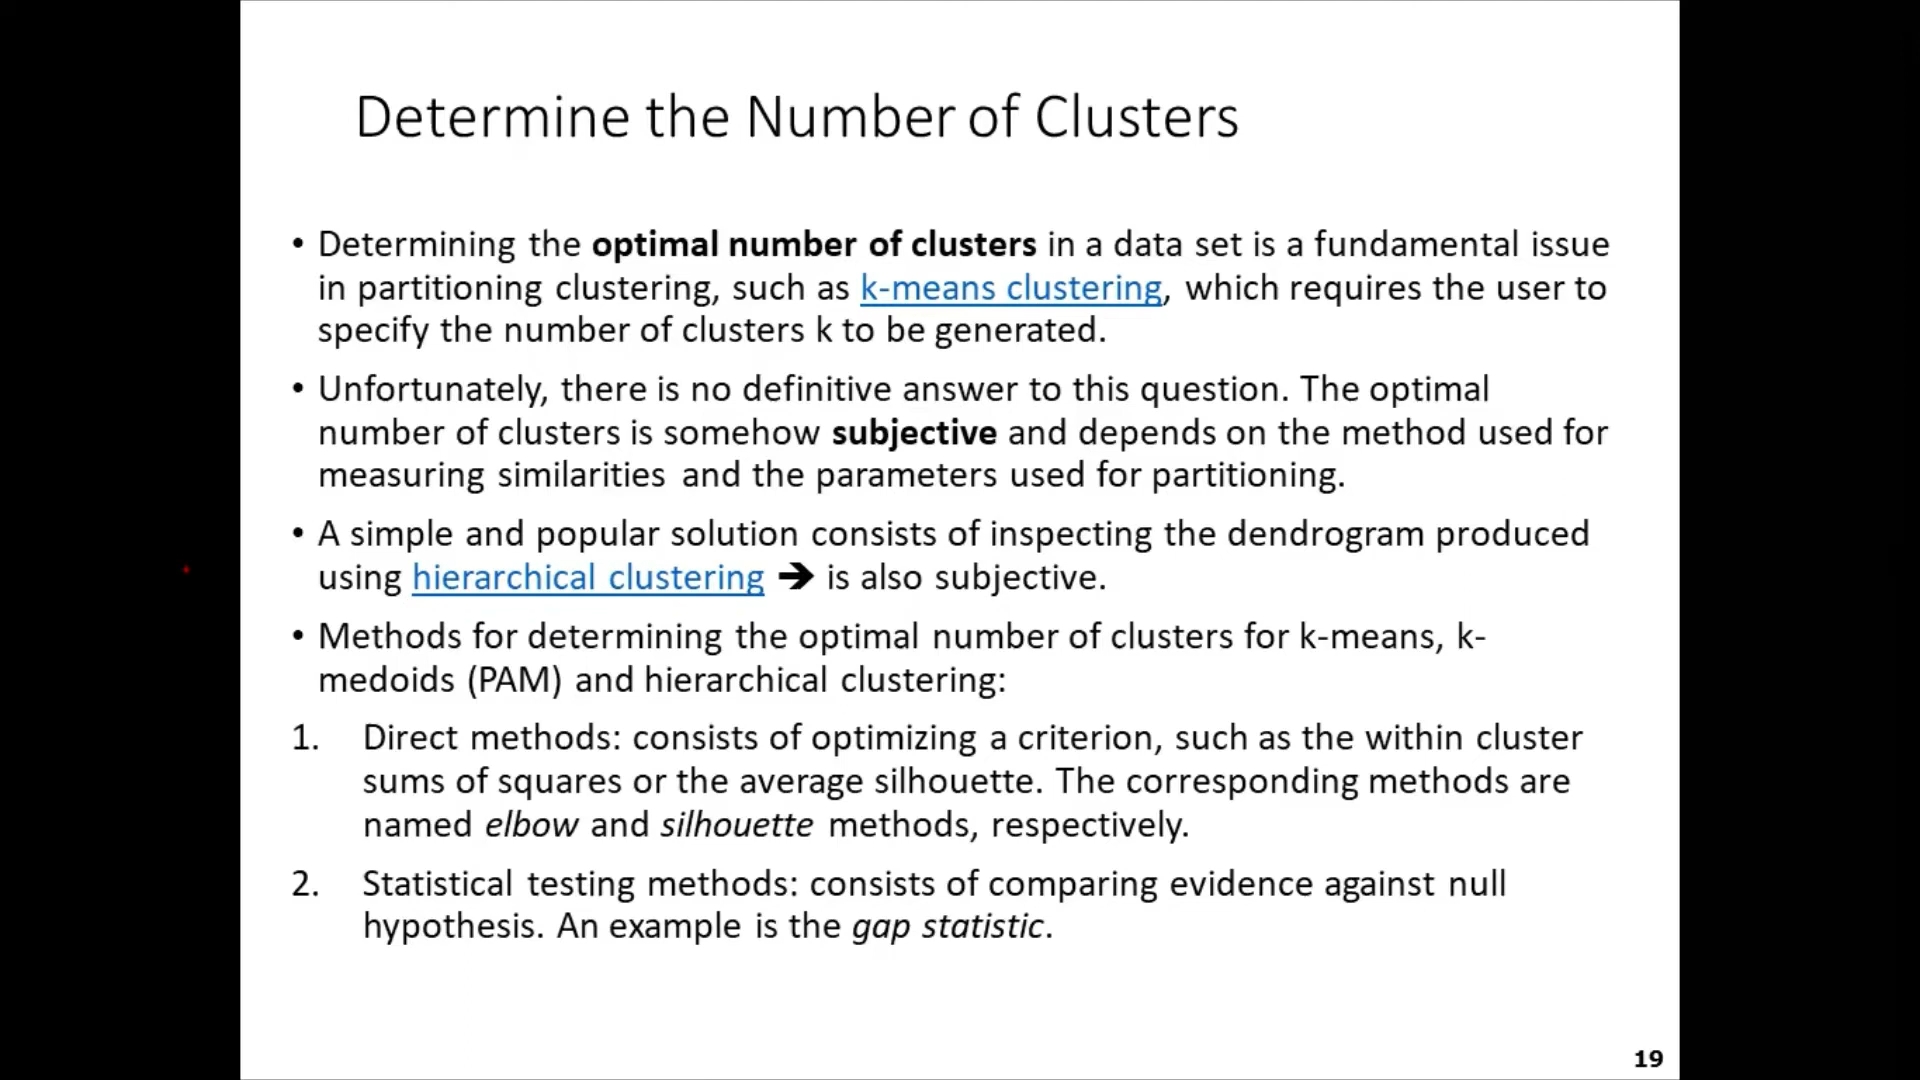 Determine the Number of Clusters
• Determining the optimal number of clusters in a data set is a fundamental issue
in partitioning clustering, such as k-means clustering, which requires the user to
specify the number of clusters k to be generated.
• Unfortunately, there is no definitive answer to this question. The optimal
number of clusters is somehow subjective and depends on the method used for
measuring similarities and the parameters used for partitioning.
• A simple and popular solution consists of inspecting the dendrogram produced
using hierarchical clustering ➔ is also subjective.
• Methods for determining the optimal number of clusters for k-means, k-
medoids (PAM) and hierarchical clustering:
1. Direct methods: consists of optimizing a criterion, such as the within cluster
sums of squares or the average silhouette. The corresponding methods are
named elbow and silhouette methods, respectively.
2. Statistical testing methods: consists of comparing evidence against null
hypothesis. An example is the gap statistic.
19